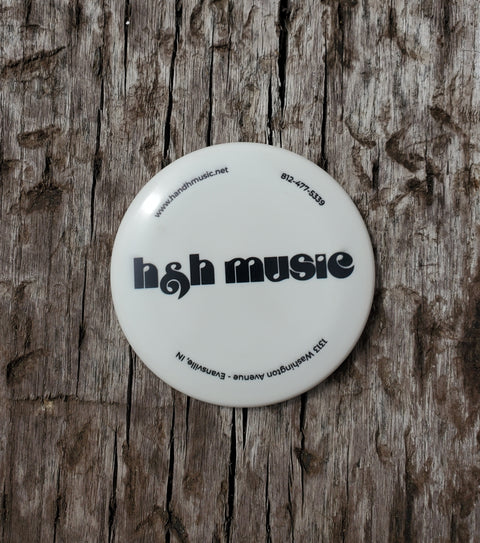 www.handhmusic.net
812-477-5339
h&h music
1313 Washington Avenue - Evansville, IN